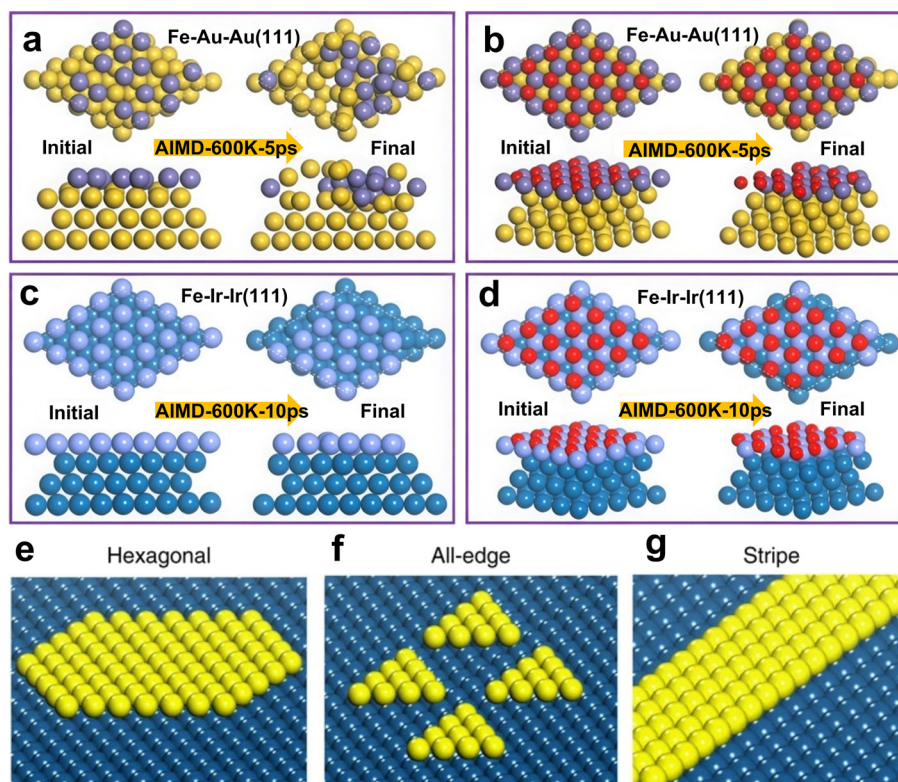 a
Fe-Au-Au(111)
Initial
AIMD-600K-5ps
Final
b
Fe-Au-Au(111)
Initial
AIMD-600K-5ps
Final
c
Fe-Ir-Ir(111)
Initial
AIMD-600K-10ps
Final
d
Fe-Ir-Ir(111)
Initial
AIMD-600K-10ps
Final
e
Hexagonal
f
All-edge
g
Stripe